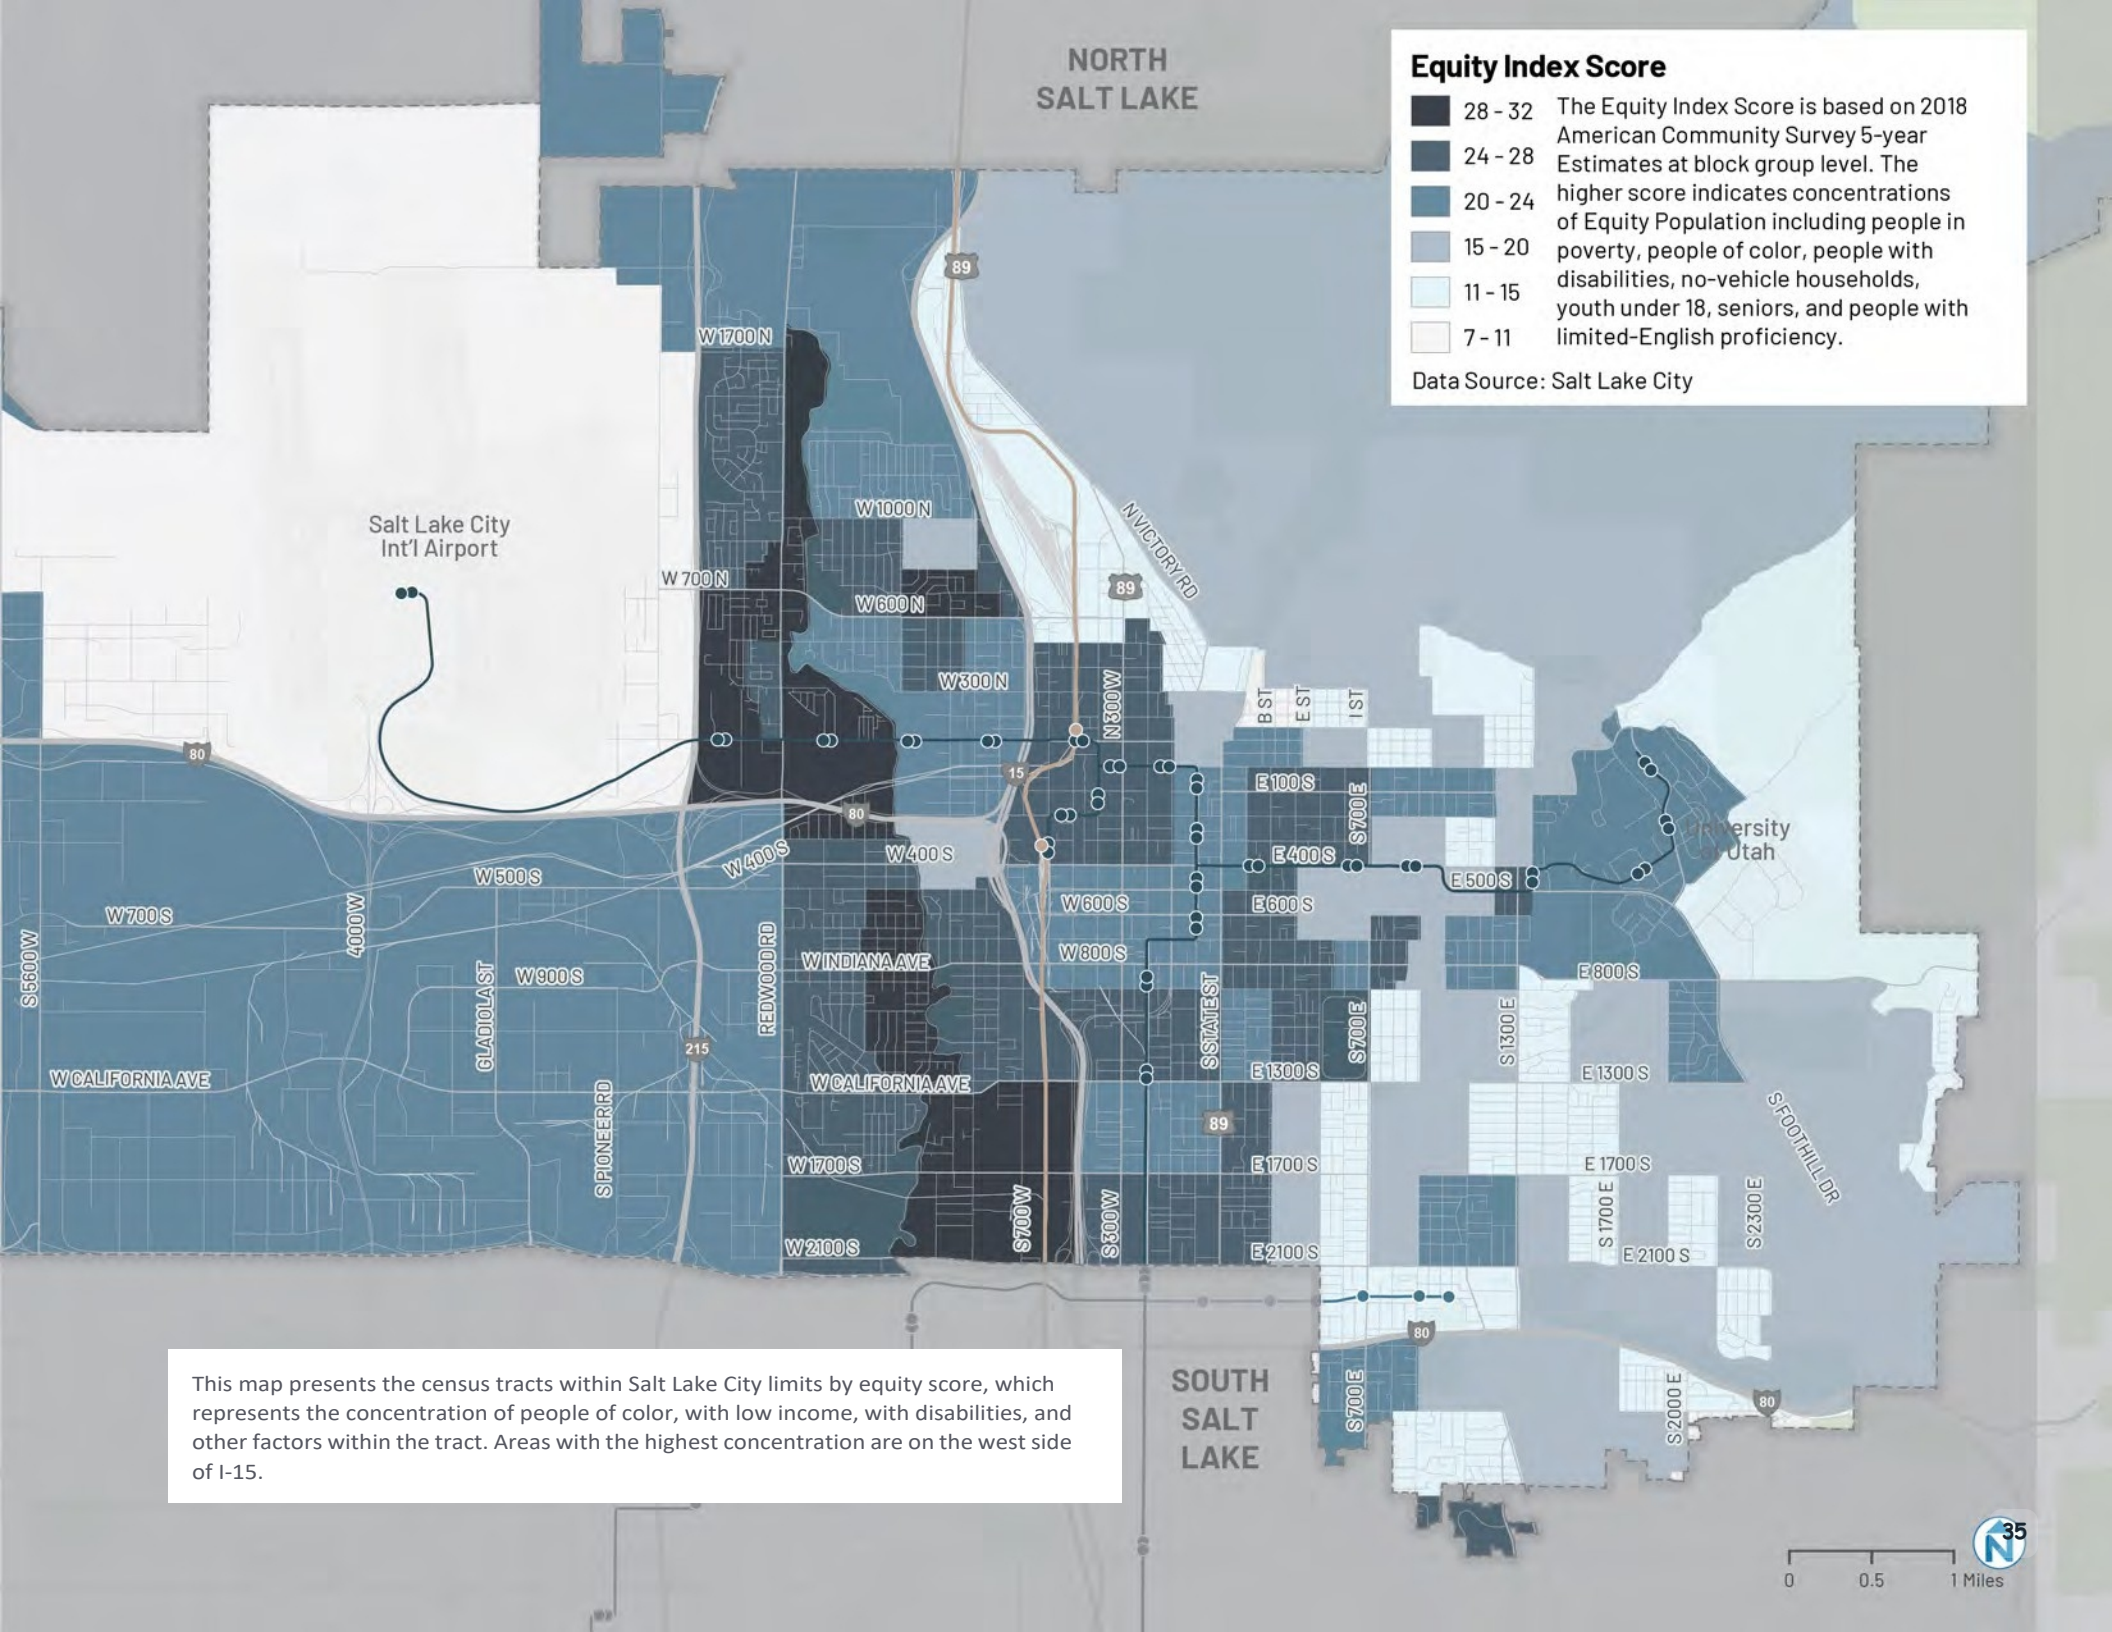 NORTH
SALT LAKE
Equity Index Score
28 - 32
24 - 28
20 - 24
15 - 20
11 - 15
7 - 11
The Equity Index Score is based on 2018
American Community Survey 5-year
Estimates at block group level. The
higher score indicates concentrations
of Equity Population including people in
poverty, people of color, people with
disabilities, no-vehicle households,
youth under 18, seniors, and people with
limited-English proficiency.
Data Source: Salt Lake City
89
W 1700 N
W 1000 N
Salt Lake City
Int'l Airport
N VICTORY RD
W 700 N
89
W 600 N
W 300 N
N 300 W
B ST
E ST
I ST
80
15
E 100 S
S 700 E
80
University
of Utah
W 400 S
W 400 S
E 400 S
W 500 S
E 500 S
W 700 S
W 600 S
E 600 S
4000 W
S 5600 W
REDWOOD RD
W INDIANA AVE
W 800 S
E 800 S
W 900 S
GLADIOLA ST
S STATE ST
S 700 E
S 1300 E
215
W CALIFORNIA AVE
W CALIFORNIA AVE
E 1300 S
E 1300 S
S PIONEER RD
89
S FOOTHILL DR
W 1700 S
E 1700 S
E 1700 S
S 700 W
S 300 W
S 1700 E
S 2300 E
W 2100 S
E 2100 S
E 2100 S
80
S 700 E
S 2000 E
80
SOUTH
SALT
LAKE
This map presents the census tracts within Salt Lake City limits by equity score, which
represents the concentration of people of color, with low income, with disabilities, and
other factors within the tract. Areas with the highest concentration are on the west side
of I-15.
35
N
0
0.5
1 Miles